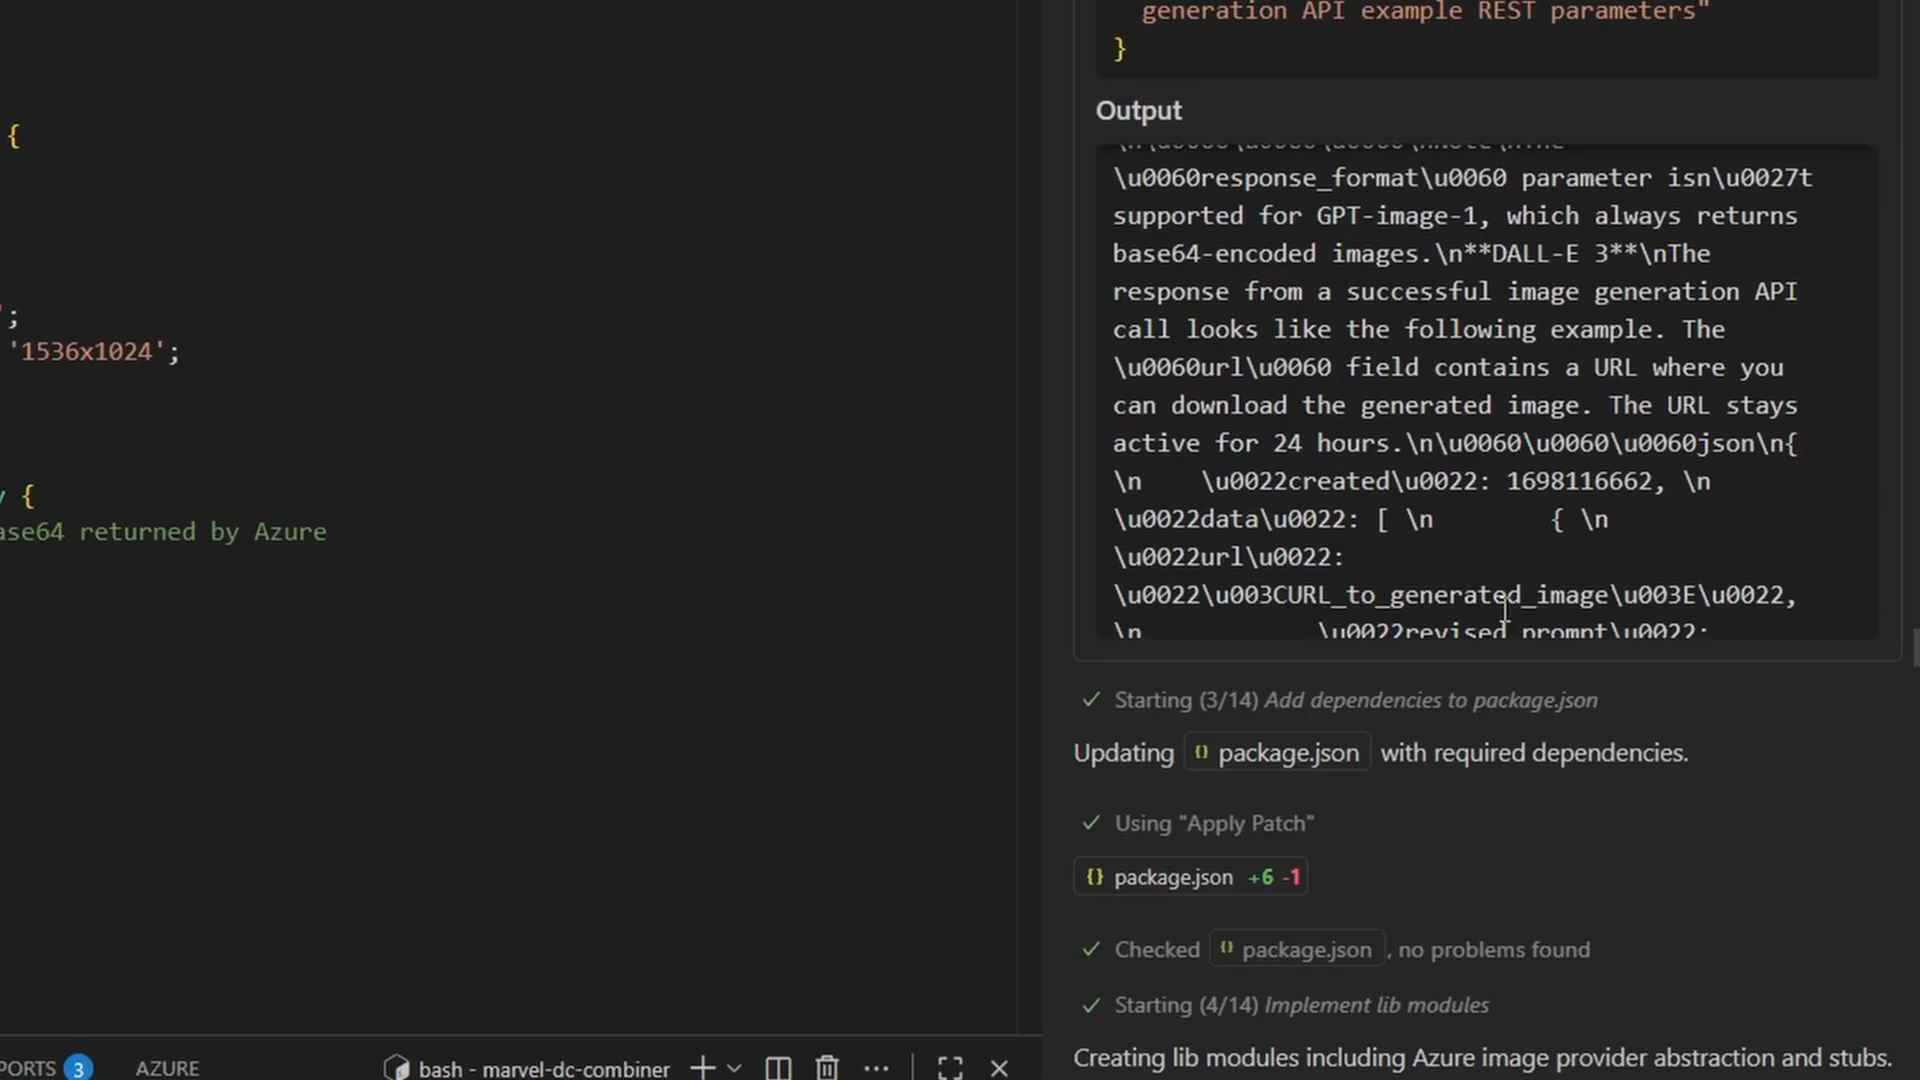 {
;
'1536x1024';
y {
ase64 returned by Azure
PORTS 3
AZURE
bash - marvel-dc-combiner
generation API example REST parameters"
}
Output
\u0060response_format\u0060 parameter isn\u0027t
supported for GPT-image-1, which always returns
base64-encoded images.\n**DALL-E 3**\nThe
response from a successful image generation API
call looks like the following example. The
\u0060url\u0060 field contains a URL where you
can download the generated image. The URL stays
active for 24 hours.\n\u0060\u0060\u0060json\n{
\n    \u0022created\u0022: 1698116662, \n
\u0022data\u0022: [ \n        { \n
\u0022url\u0022:
\u0022\u003CURL_to_generated_image\u003E\u0022,
\n            \u0022revised_prompt\u0022:
Starting (3/14) Add dependencies to package.json
Updating {} package.json with required dependencies.
Using "Apply Patch"
{} package.json +6 -1
Checked {} package.json , no problems found
Starting (4/14) Implement lib modules
Creating lib modules including Azure image provider abstraction and stubs.